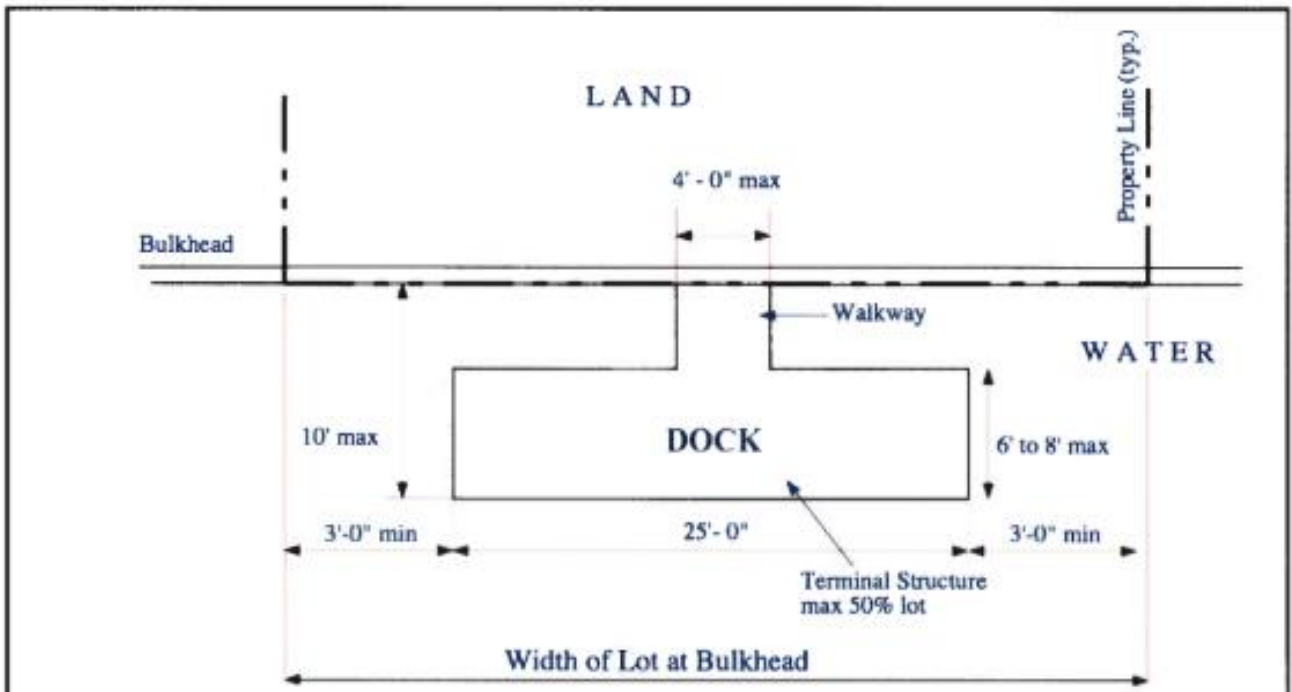 Property Line (typ.)
LAND
4' - 0" max
Bulkhead
Walkway
WATER
10' max
DOCK
6' to 8' max
3'-0" min
25'- 0"
3'-0" min
Terminal Structure
max 50% lot
Width of Lot at Bulkhead